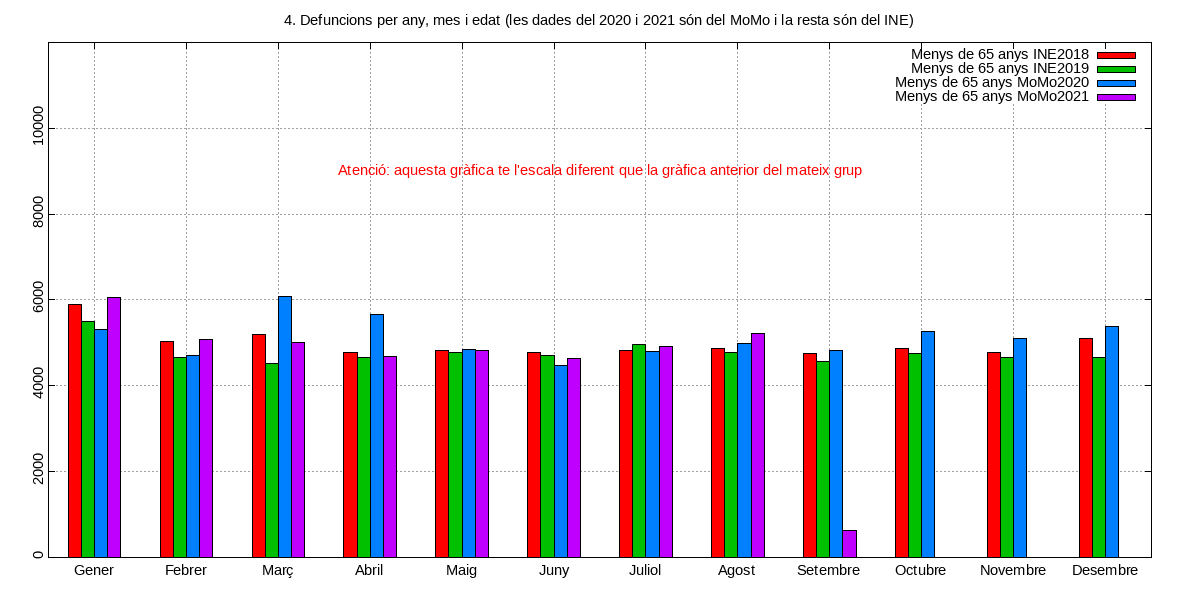 4. Defuncions per any, mes i edat (les dades del 2020 i 2021 són del MoMo i la resta són del INE)
Menys de 65 anys INE2018
Menys de 65 anys INE2019
Menys de 65 anys MoMo2020
Menys de 65 anys MoMo2021
10000
Atenció: aquesta gràfica te l'escala diferent que la gràfica anterior del mateix grup
8000
6000
4000
2000
0
Gener Febrer Març Abril Maig Juny Juliol Agost Setembre Octubre Novembre Desembre